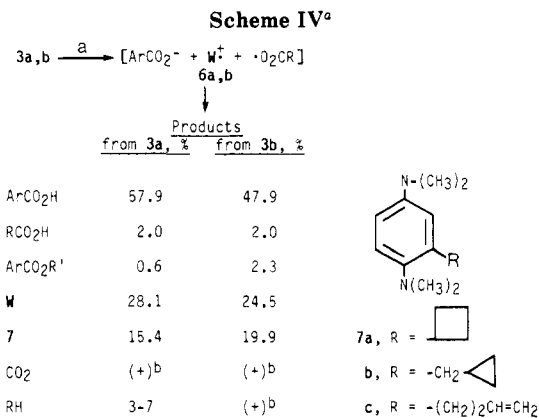 Scheme IVᵃ
3a,b —a→ [ArCO₂⁻ + W⁺• + ·O₂CR]
6a,b
Products
from 3a, % from 3b, %
ArCO₂H 57.9 47.9
RCO₂H 2.0 2.0
ArCO₂R' 0.6 2.3
W 28.1 24.5
7 15.4 19.9
CO₂ (+)ᵇ (+)ᵇ
RH 3-7 (+)ᵇ
N-(CH₃)₂
R
N(CH₃)₂
7a, R =
b, R = -CH₂
c, R = -(CH₂)₂CH=CH₂